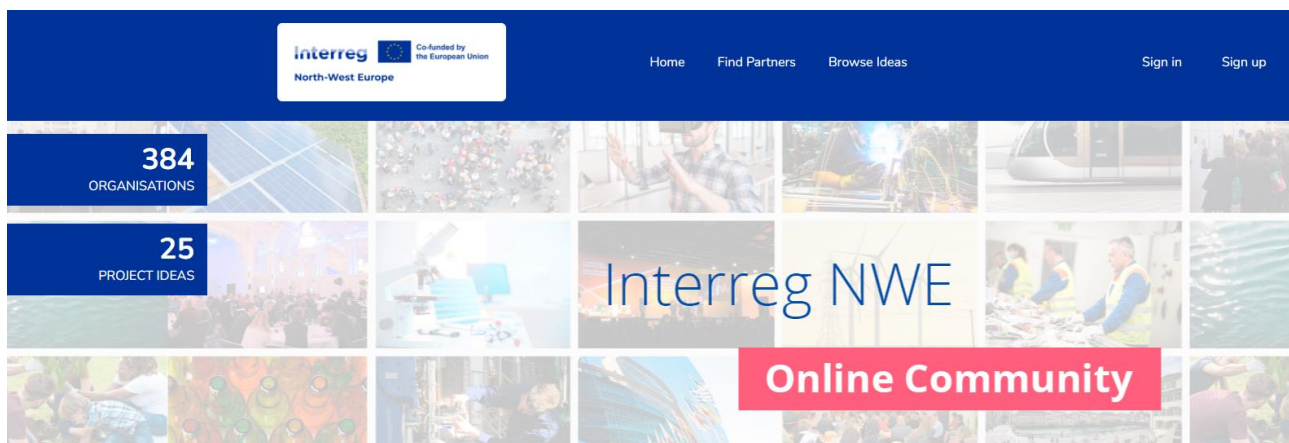 Interreg
Co-funded by
the European Union
North-West Europe
Home Find Partners Browse Ideas Sign in Sign up
384
ORGANISATIONS
25
PROJECT IDEAS
Interreg NWE
Online Community